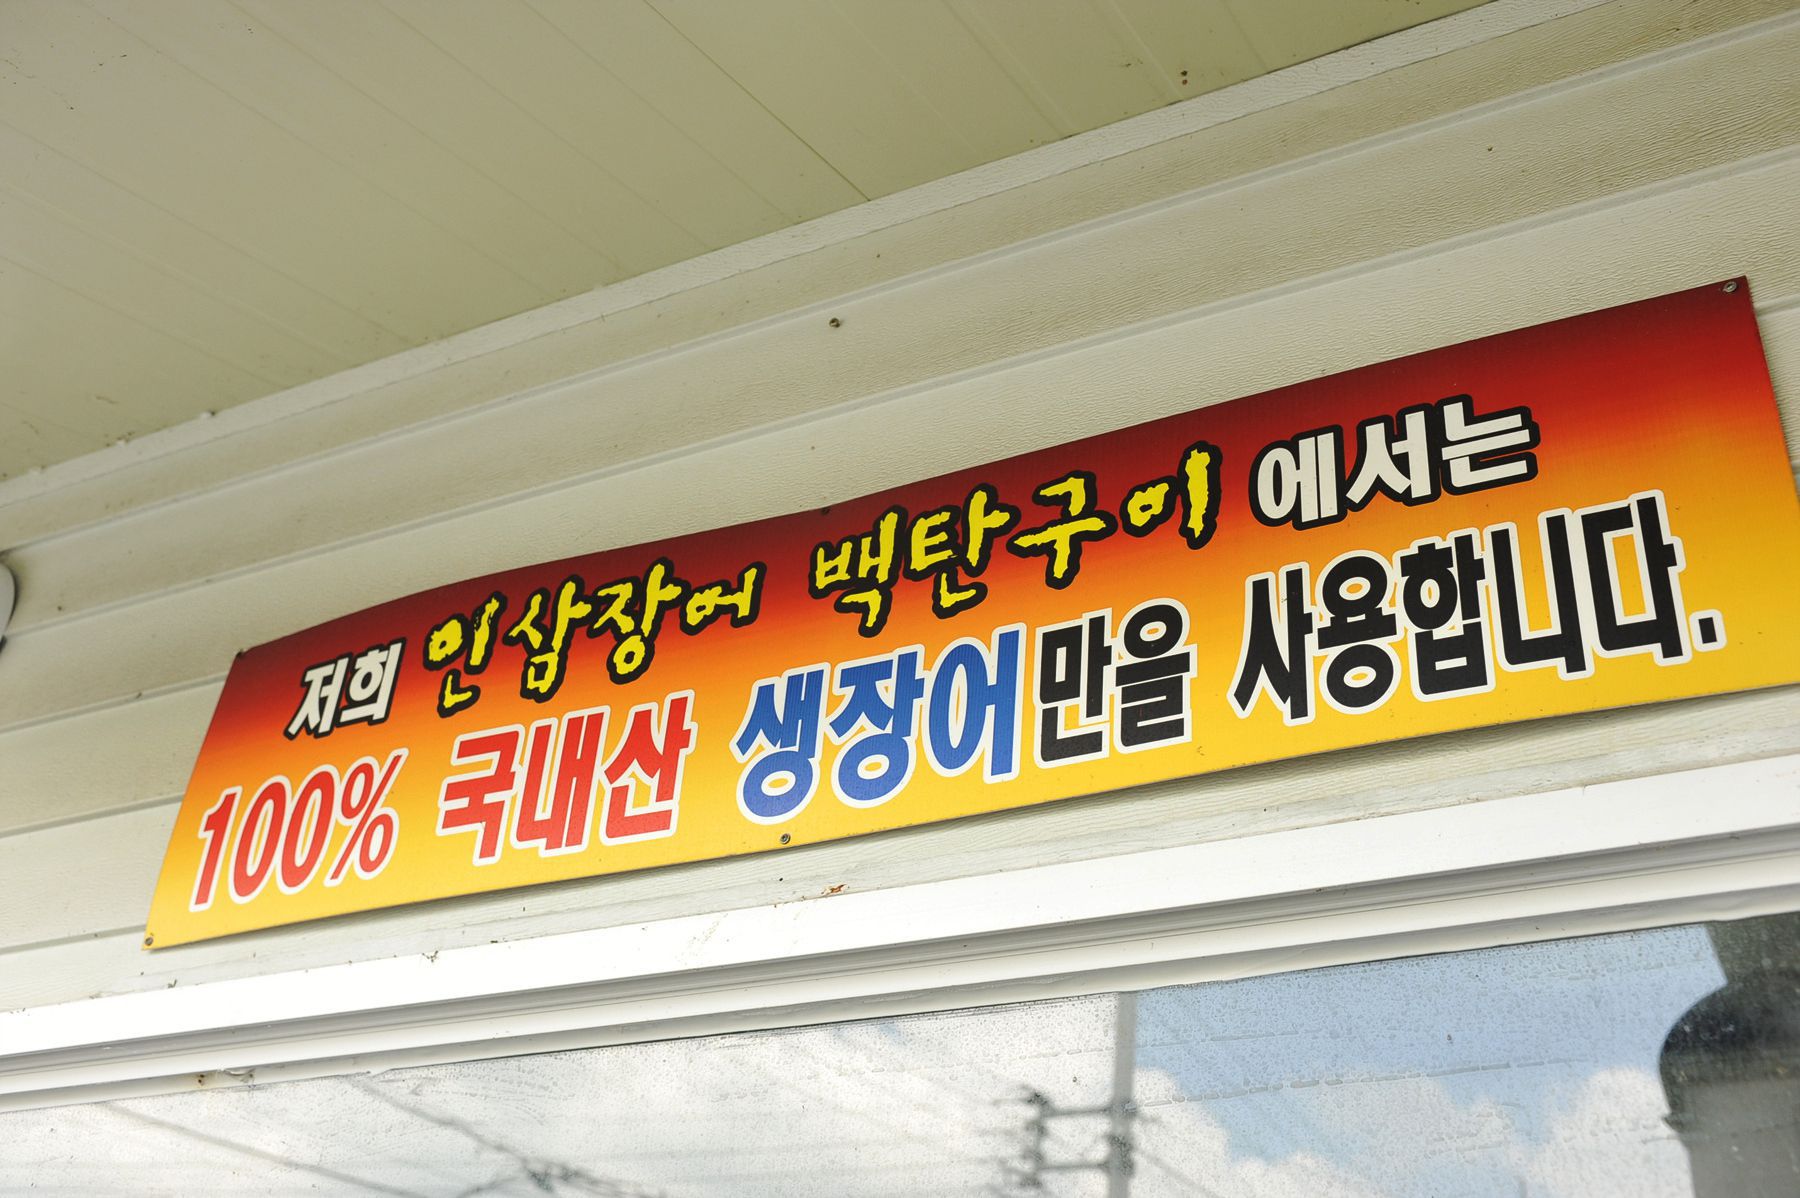 저희 인삼장어 백탄구이 에서는
100% 국내산 생장어만을 사용합니다.